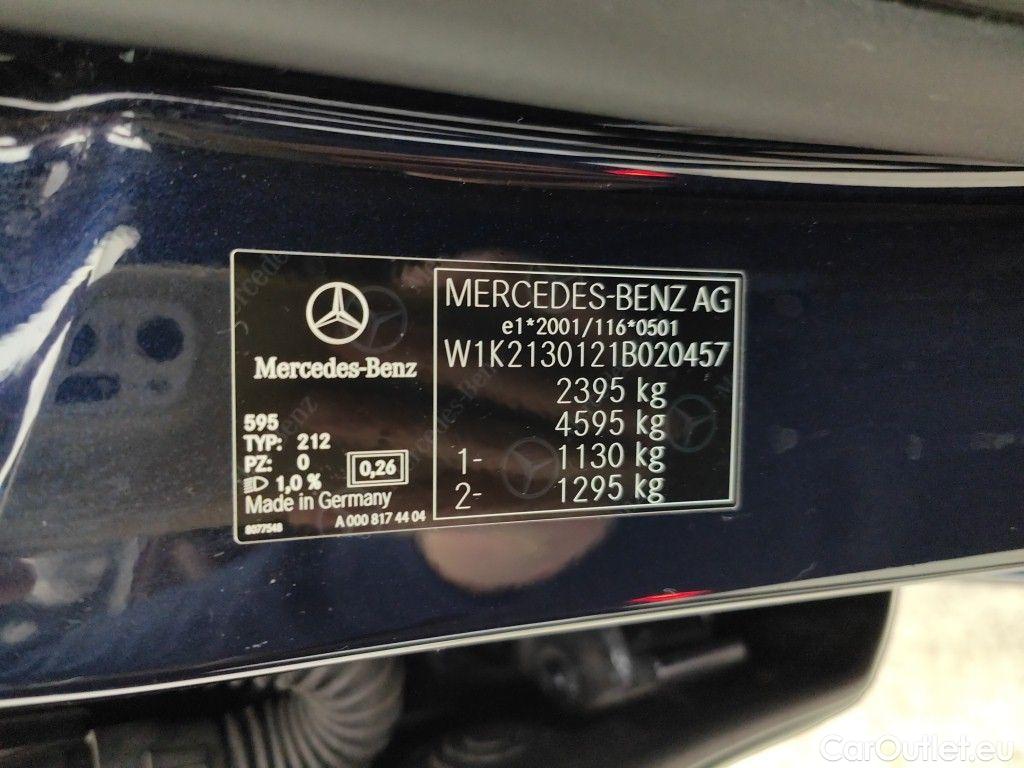 Mercedes-Benz
595
TYP: 212
PZ: 0
1,0 %
0,26
Made in Germany
A 000 817 44 04
MERCEDES-BENZ AG
e1*2001/116*0501
W1K2130121B020457
2395 kg
4595 kg
1- 1130 kg
2- 1295 kg
CarOutlet.eu